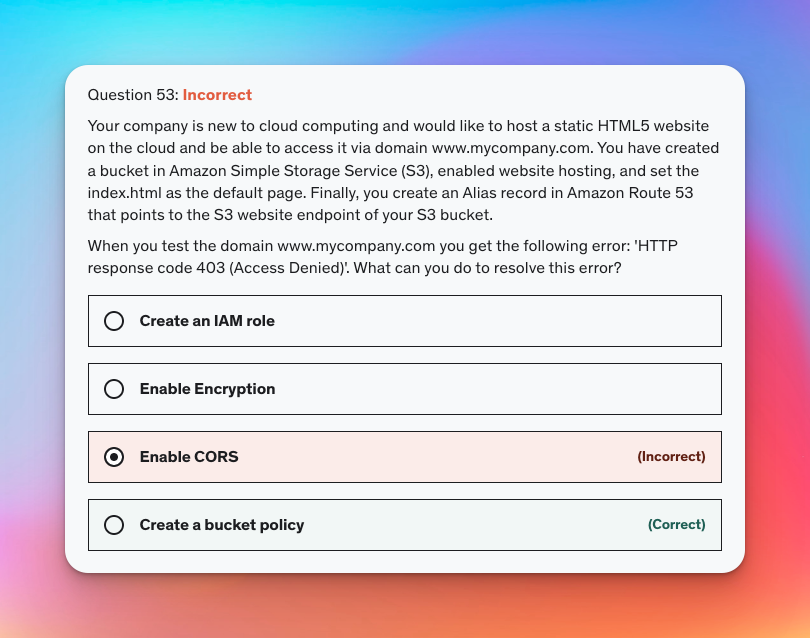 Question 53: Incorrect
Your company is new to cloud computing and would like to host a static HTML5 website
on the cloud and be able to access it via domain www.mycompany.com. You have created
a bucket in Amazon Simple Storage Service (S3), enabled website hosting, and set the
index.html as the default page. Finally, you create an Alias record in Amazon Route 53
that points to the S3 website endpoint of your S3 bucket.
When you test the domain www.mycompany.com you get the following error: 'HTTP
response code 403 (Access Denied)'. What can you do to resolve this error?
Create an IAM role
Enable Encryption
Enable CORS (Incorrect)
Create a bucket policy (Correct)